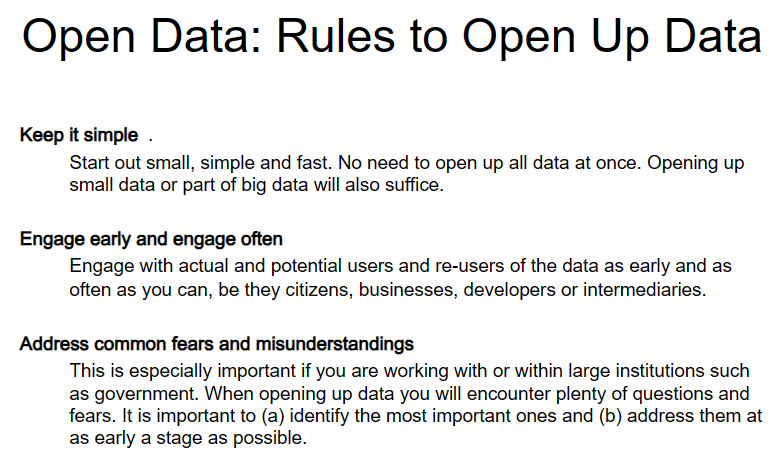 Open Data: Rules to Open Up Data
Keep it simple .
Start out small, simple and fast. No need to open up all data at once. Opening up
small data or part of big data will also suffice.
Engage early and engage often
Engage with actual and potential users and re-users of the data as early and as
often as you can, be they citizens, businesses, developers or intermediaries.
Address common fears and misunderstandings
This is especially important if you are working with or within large institutions such
as government. When opening up data you will encounter plenty of questions and
fears. It is important to (a) identify the most important ones and (b) address them at
as early a stage as possible.